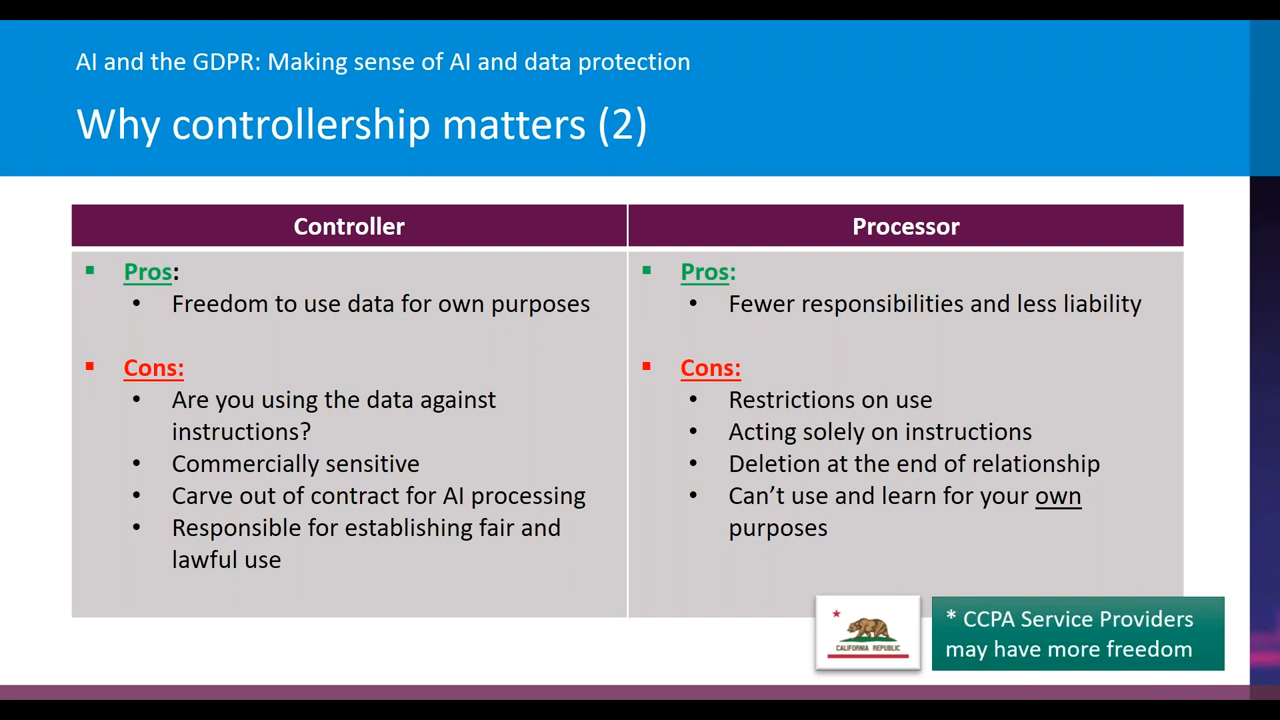 AI and the GDPR: Making sense of AI and data protection
Why controllership matters (2)
Controller
Processor
Pros:
Freedom to use data for own purposes
Cons:
Are you using the data against
instructions?
Commercially sensitive
Carve out of contract for AI processing
Responsible for establishing fair and
lawful use
Pros:
Fewer responsibilities and less liability
Cons:
Restrictions on use
Acting solely on instructions
Deletion at the end of relationship
Can’t use and learn for your own
purposes
CALIFORNIA REPUBLIC
* CCPA Service Providers
may have more freedom